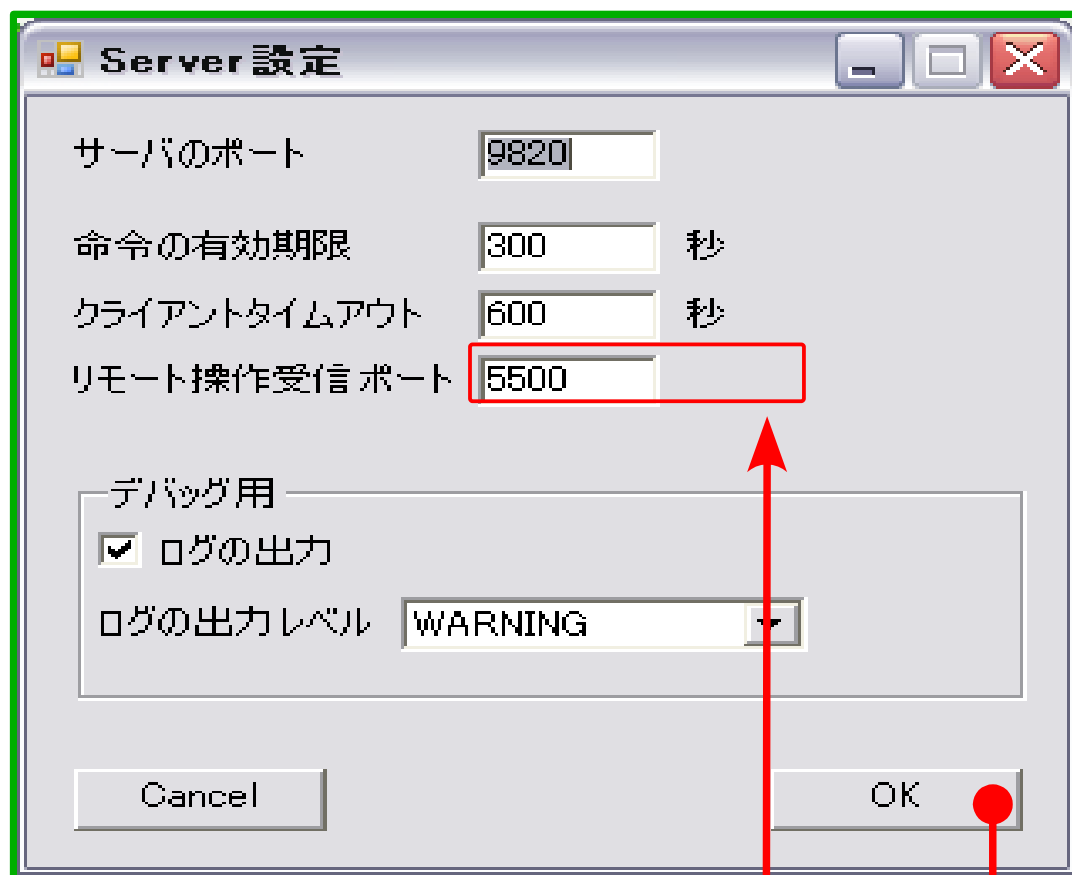 Server設定
サーバのポート 9820
命令の有効期限 300 秒
クライアントタイムアウト 600 秒
リモート操作受信ポート 5500
デバッグ用
ログの出力
ログの出力レベル WARNING
Cancel OK